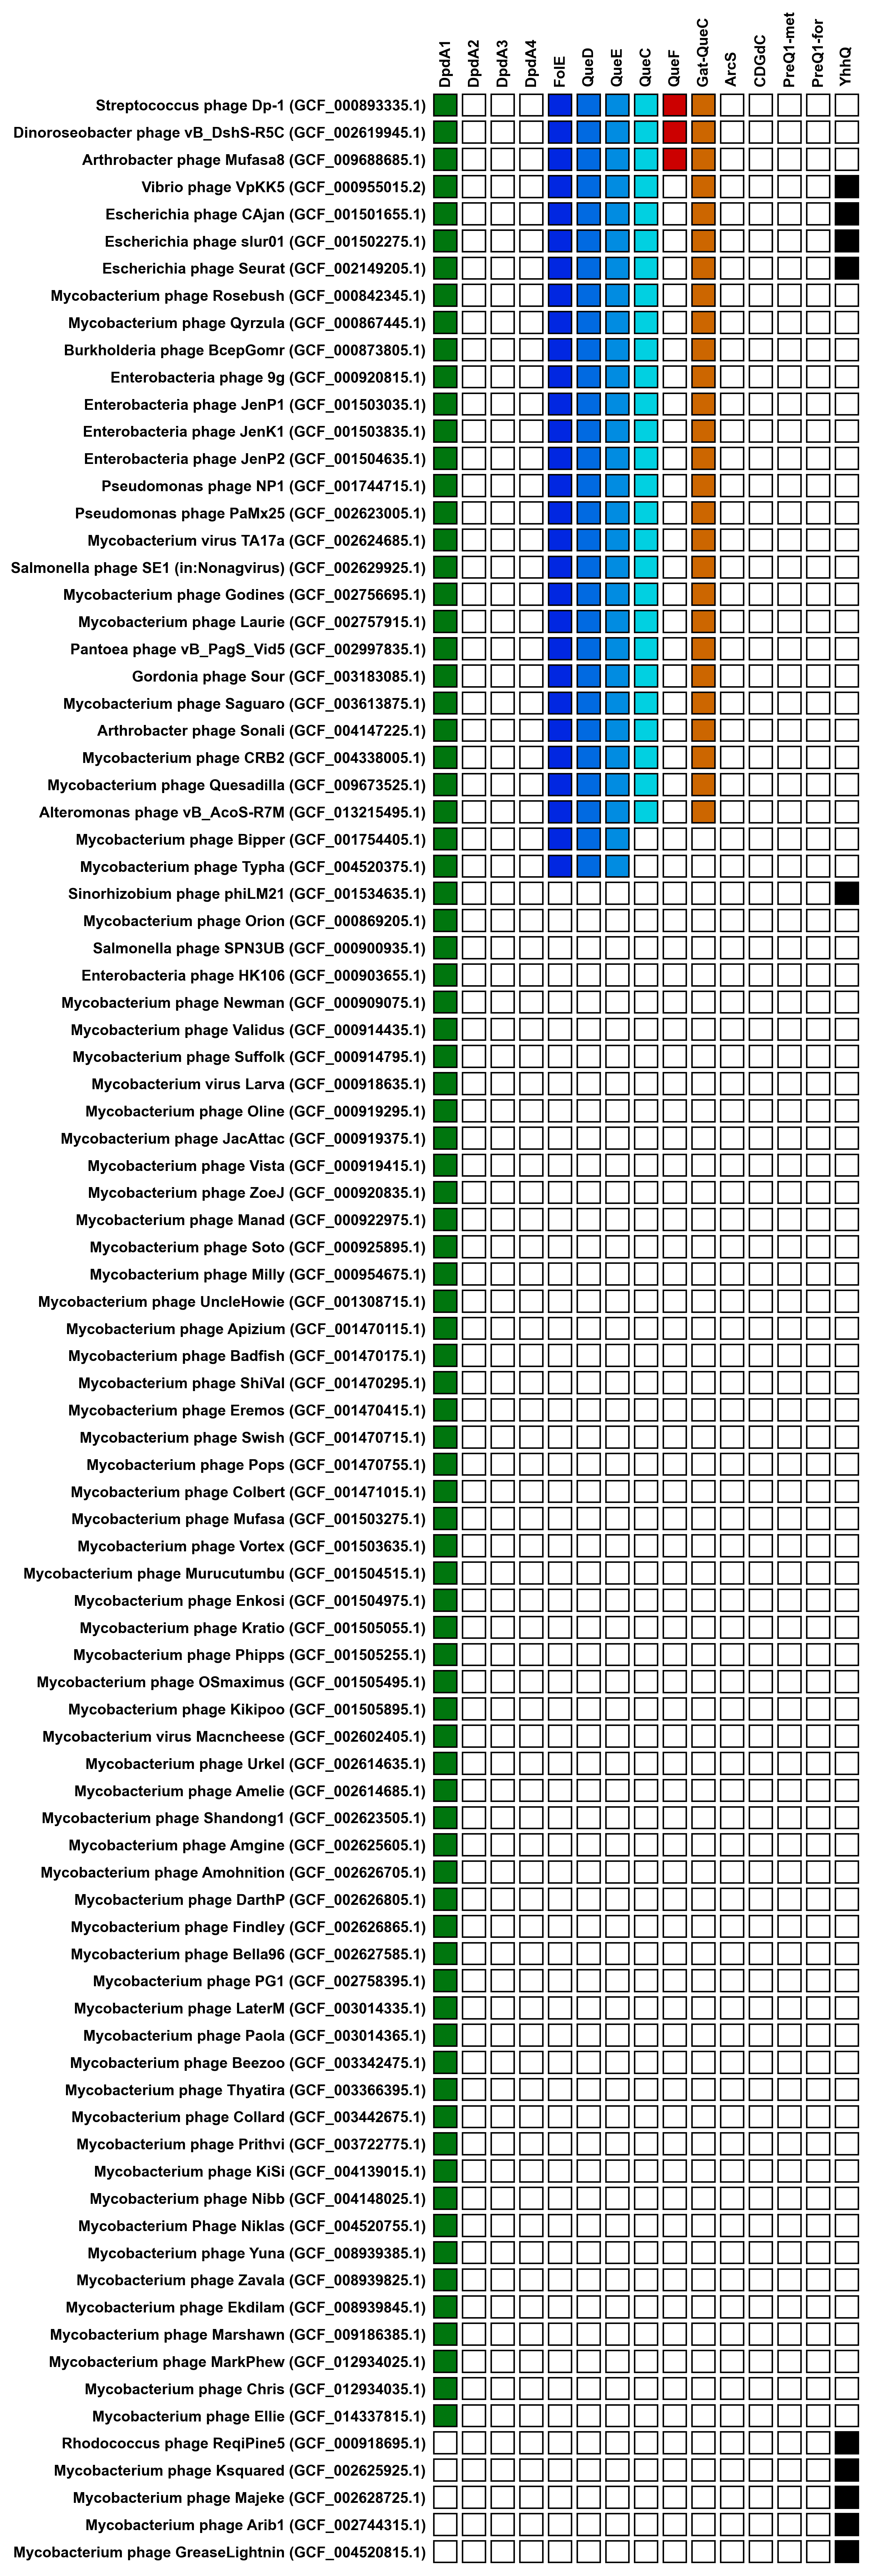 DpdA1 DpdA2 DpdA3 DpdA4 FolE QueD QueE QueC QueF Gat-QueC ArcS CDGdC PreQ1-met PreQ1-for YhhQ
Streptococcus phage Dp-1 (GCF_000893335.1)
Dinoroseobacter phage vB_DshS-R5C (GCF_002619945.1)
Arthrobacter phage Mufasa8 (GCF_009688685.1)
Vibrio phage VpKK5 (GCF_000955015.2)
Escherichia phage CAjan (GCF_001501655.1)
Escherichia phage slur01 (GCF_001502275.1)
Escherichia phage Seurat (GCF_002149205.1)
Mycobacterium phage Rosebush (GCF_000842345.1)
Mycobacterium phage Qyrzula (GCF_000867445.1)
Burkholderia phage BcepGomr (GCF_000873805.1)
Enterobacteria phage 9g (GCF_000920815.1)
Enterobacteria phage JenP1 (GCF_001503035.1)
Enterobacteria phage JenK1 (GCF_001503835.1)
Enterobacteria phage JenP2 (GCF_001504635.1)
Pseudomonas phage NP1 (GCF_001744715.1)
Pseudomonas phage PaMx25 (GCF_002623005.1)
Mycobacterium virus TA17a (GCF_002624685.1)
Salmonella phage SE1 (in:Nonagvirus) (GCF_002629925.1)
Mycobacterium phage Godines (GCF_002756695.1)
Mycobacterium phage Laurie (GCF_002757915.1)
Pantoea phage vB_PagS_Vid5 (GCF_002997835.1)
Gordonia phage Sour (GCF_003183085.1)
Mycobacterium phage Saguaro (GCF_003613875.1)
Arthrobacter phage Sonali (GCF_004147225.1)
Mycobacterium phage CRB2 (GCF_004338005.1)
Mycobacterium phage Quesadilla (GCF_009673525.1)
Alteromonas phage vB_AcoS-R7M (GCF_013215495.1)
Mycobacterium phage Bipper (GCF_001754405.1)
Mycobacterium phage Typha (GCF_004520375.1)
Sinorhizobium phage phiLM21 (GCF_001534635.1)
Mycobacterium phage Orion (GCF_000869205.1)
Salmonella phage SPN3UB (GCF_000900935.1)
Enterobacteria phage HK106 (GCF_000903655.1)
Mycobacterium phage Newman (GCF_000909075.1)
Mycobacterium phage Validus (GCF_000914435.1)
Mycobacterium phage Suffolk (GCF_000914795.1)
Mycobacterium virus Larva (GCF_000918635.1)
Mycobacterium phage Oline (GCF_000919295.1)
Mycobacterium phage JacAttac (GCF_000919375.1)
Mycobacterium phage Vista (GCF_000919415.1)
Mycobacterium phage ZoeJ (GCF_000920835.1)
Mycobacterium phage Manad (GCF_000922975.1)
Mycobacterium phage Soto (GCF_000925895.1)
Mycobacterium phage Milly (GCF_000954675.1)
Mycobacterium phage UncleHowie (GCF_001308715.1)
Mycobacterium phage Apizium (GCF_001470115.1)
Mycobacterium phage Badfish (GCF_001470175.1)
Mycobacterium phage ShiVal (GCF_001470295.1)
Mycobacterium phage Eremos (GCF_001470415.1)
Mycobacterium phage Swish (GCF_001470715.1)
Mycobacterium phage Pops (GCF_001470755.1)
Mycobacterium phage Colbert (GCF_001471015.1)
Mycobacterium phage Mufasa (GCF_001503275.1)
Mycobacterium phage Vortex (GCF_001503635.1)
Mycobacterium phage Murucutumbu (GCF_001504515.1)
Mycobacterium phage Enkosi (GCF_001504975.1)
Mycobacterium phage Kratio (GCF_001505055.1)
Mycobacterium phage Phipps (GCF_001505255.1)
Mycobacterium phage OSmaximus (GCF_001505495.1)
Mycobacterium phage Kikipoo (GCF_001505895.1)
Mycobacterium virus Macncheese (GCF_002602405.1)
Mycobacterium phage Urkel (GCF_002614635.1)
Mycobacterium phage Amelie (GCF_002614685.1)
Mycobacterium phage Shandong1 (GCF_002623505.1)
Mycobacterium phage Amgine (GCF_002625605.1)
Mycobacterium phage Amohnition (GCF_002626705.1)
Mycobacterium phage DarthP (GCF_002626805.1)
Mycobacterium phage Findley (GCF_002626865.1)
Mycobacterium phage Bella96 (GCF_002627585.1)
Mycobacterium phage PG1 (GCF_002758395.1)
Mycobacterium phage LaterM (GCF_003014335.1)
Mycobacterium phage Paola (GCF_003014365.1)
Mycobacterium phage Beezoo (GCF_003342475.1)
Mycobacterium phage Thyatira (GCF_003366395.1)
Mycobacterium phage Collard (GCF_003442675.1)
Mycobacterium phage Prithvi (GCF_003722775.1)
Mycobacterium phage KiSi (GCF_004139015.1)
Mycobacterium phage Nibb (GCF_004148025.1)
Mycobacterium Phage Niklas (GCF_004520755.1)
Mycobacterium phage Yuna (GCF_008939385.1)
Mycobacterium phage Zavala (GCF_008939825.1)
Mycobacterium phage Ekdilam (GCF_008939845.1)
Mycobacterium phage Marshawn (GCF_009186385.1)
Mycobacterium phage MarkPhew (GCF_012934025.1)
Mycobacterium phage Chris (GCF_012934035.1)
Mycobacterium phage Ellie (GCF_014337815.1)
Rhodococcus phage ReqiPine5 (GCF_000918695.1)
Mycobacterium phage Ksquared (GCF_002625925.1)
Mycobacterium phage Majeke (GCF_002628725.1)
Mycobacterium phage Arib1 (GCF_002744315.1)
Mycobacterium phage GreaseLightnin (GCF_004520815.1)